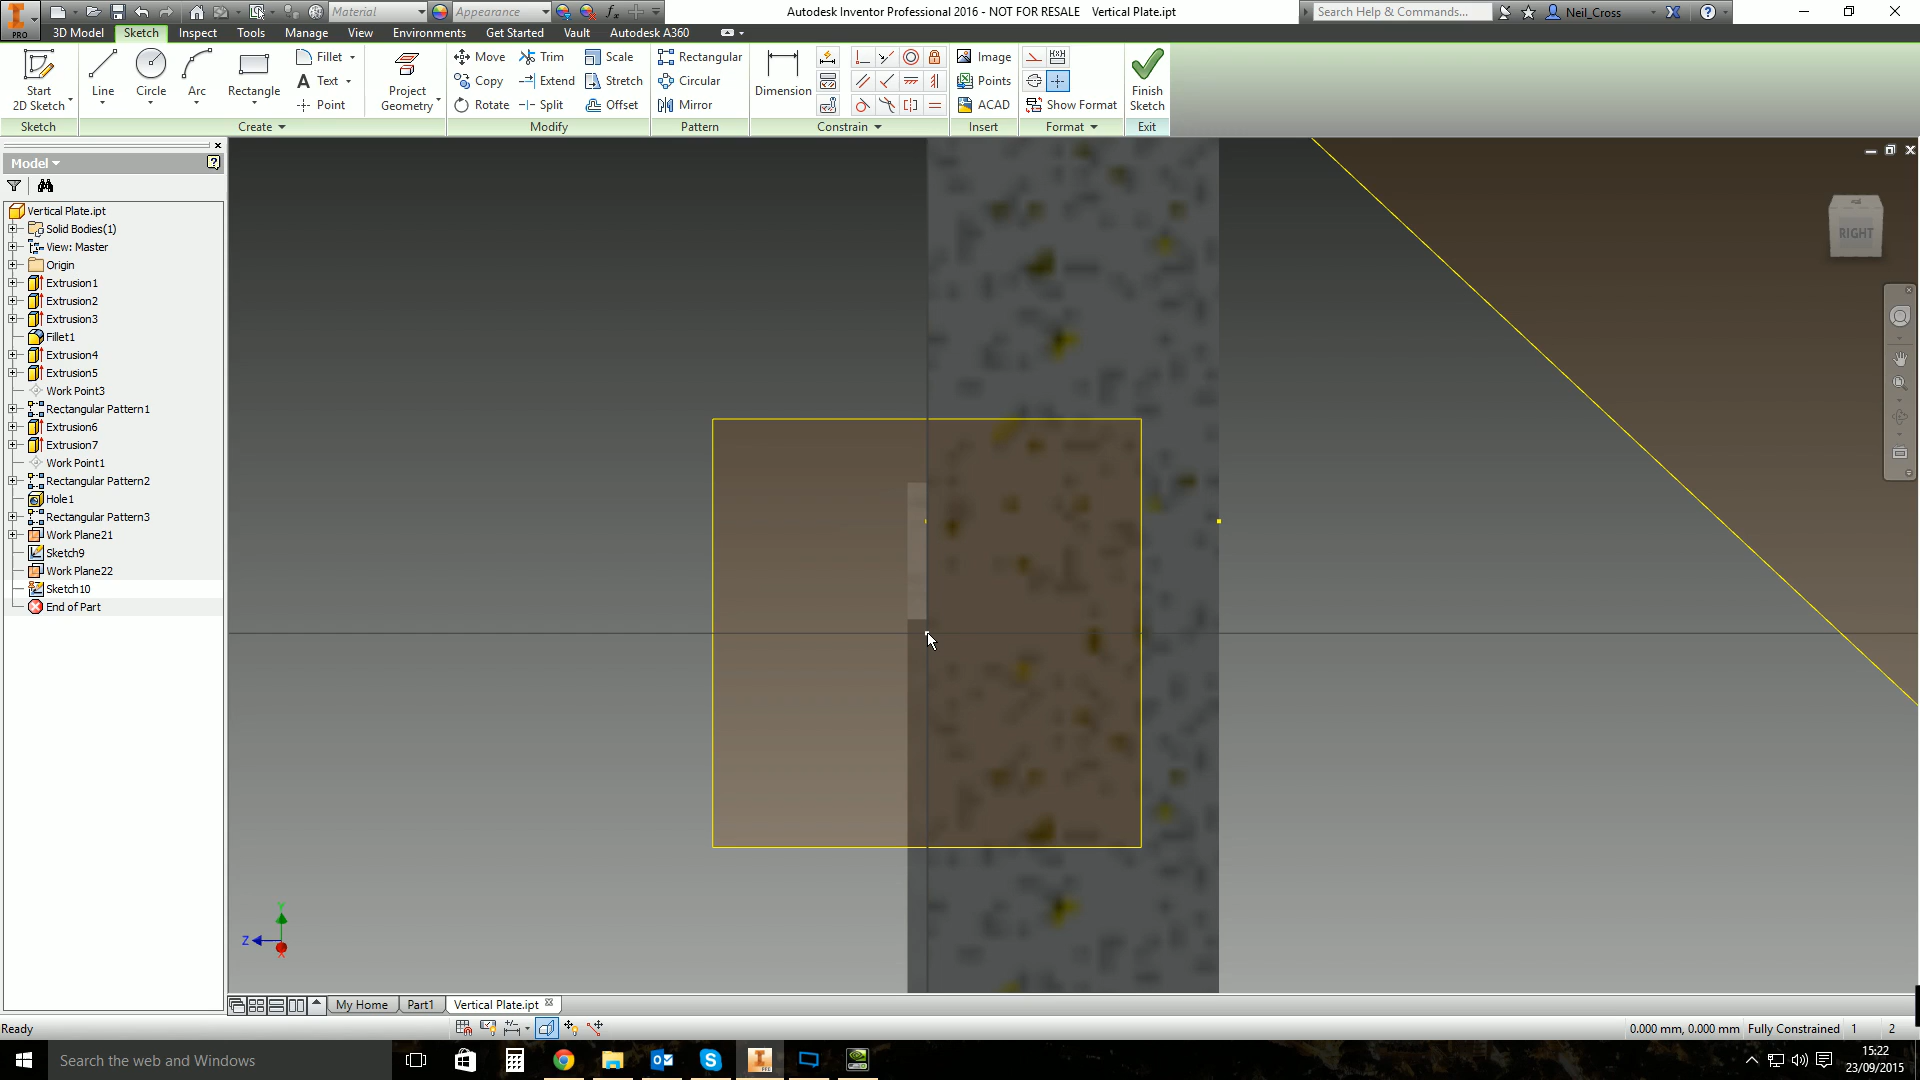 Material
Appearance
Autodesk Inventor Professional 2016 - NOT FOR RESALE Vertical Plate.ipt
Search Help & Commands...
Neil_Cross
PRO
3D Model
Sketch
Inspect
Tools
Manage
View
Environments
Get Started
Vault
Autodesk A360
Start
2D Sketch
Line
Circle
Arc
Rectangle
Fillet
Text
Point
Project
Geometry
Move
Copy
Rotate
Trim
Extend
Split
Scale
Stretch
Offset
Rectangular
Circular
Mirror
Dimension
Image
Points
ACAD
Show Format
Finish
Sketch
Sketch
Create
Modify
Pattern
Constrain
Insert
Format
Exit
Model
Vertical Plate.ipt
Solid Bodies(1)
View: Master
Origin
Extrusion1
Extrusion2
Extrusion3
Fillet1
Extrusion4
Extrusion5
Work Point3
Rectangular Pattern1
Extrusion6
Extrusion7
Work Point1
Rectangular Pattern2
Hole1
Rectangular Pattern3
Work Plane21
Sketch9
Work Plane22
Sketch10
End of Part
RIGHT
Y
Z
X
My Home
Part1
Vertical Plate.ipt
Ready
0.000 mm, 0.000 mm
Fully Constrained
1
2
Search the web and Windows
15:22
23/09/2015